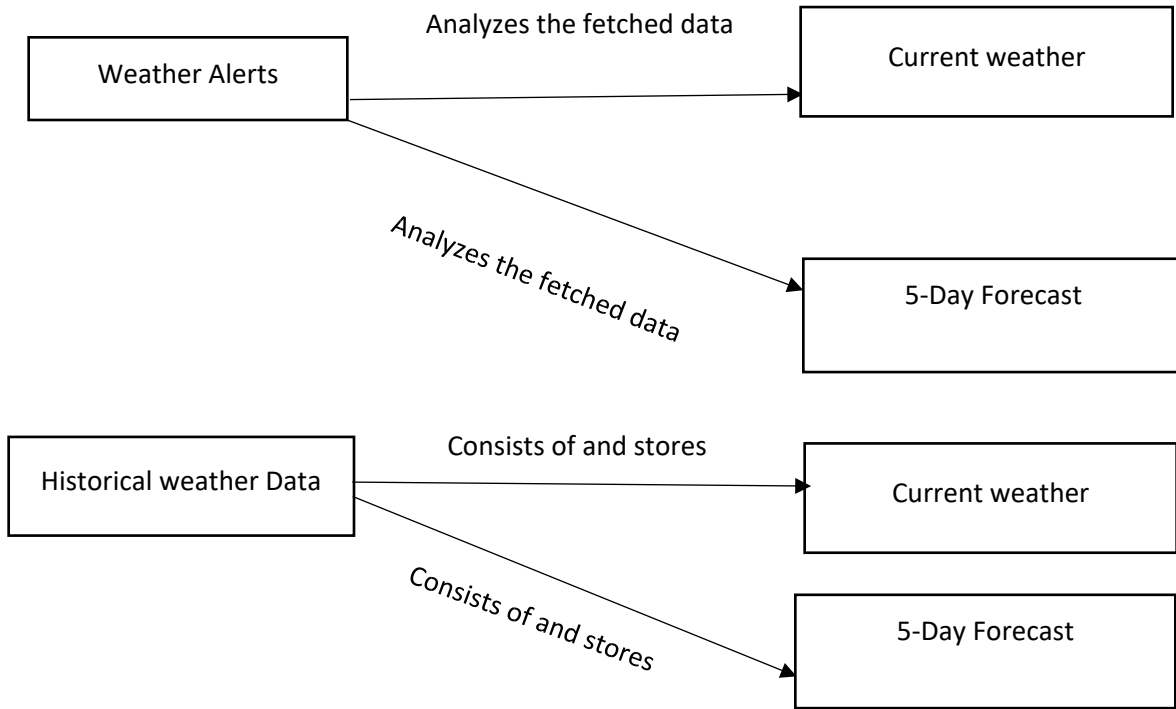 Analyzes the fetched data
Weather Alerts
Current weather
Analyzes the fetched data
5-Day Forecast
Consists of and stores
Historical weather Data
Current weather
Consists of and stores
5-Day Forecast